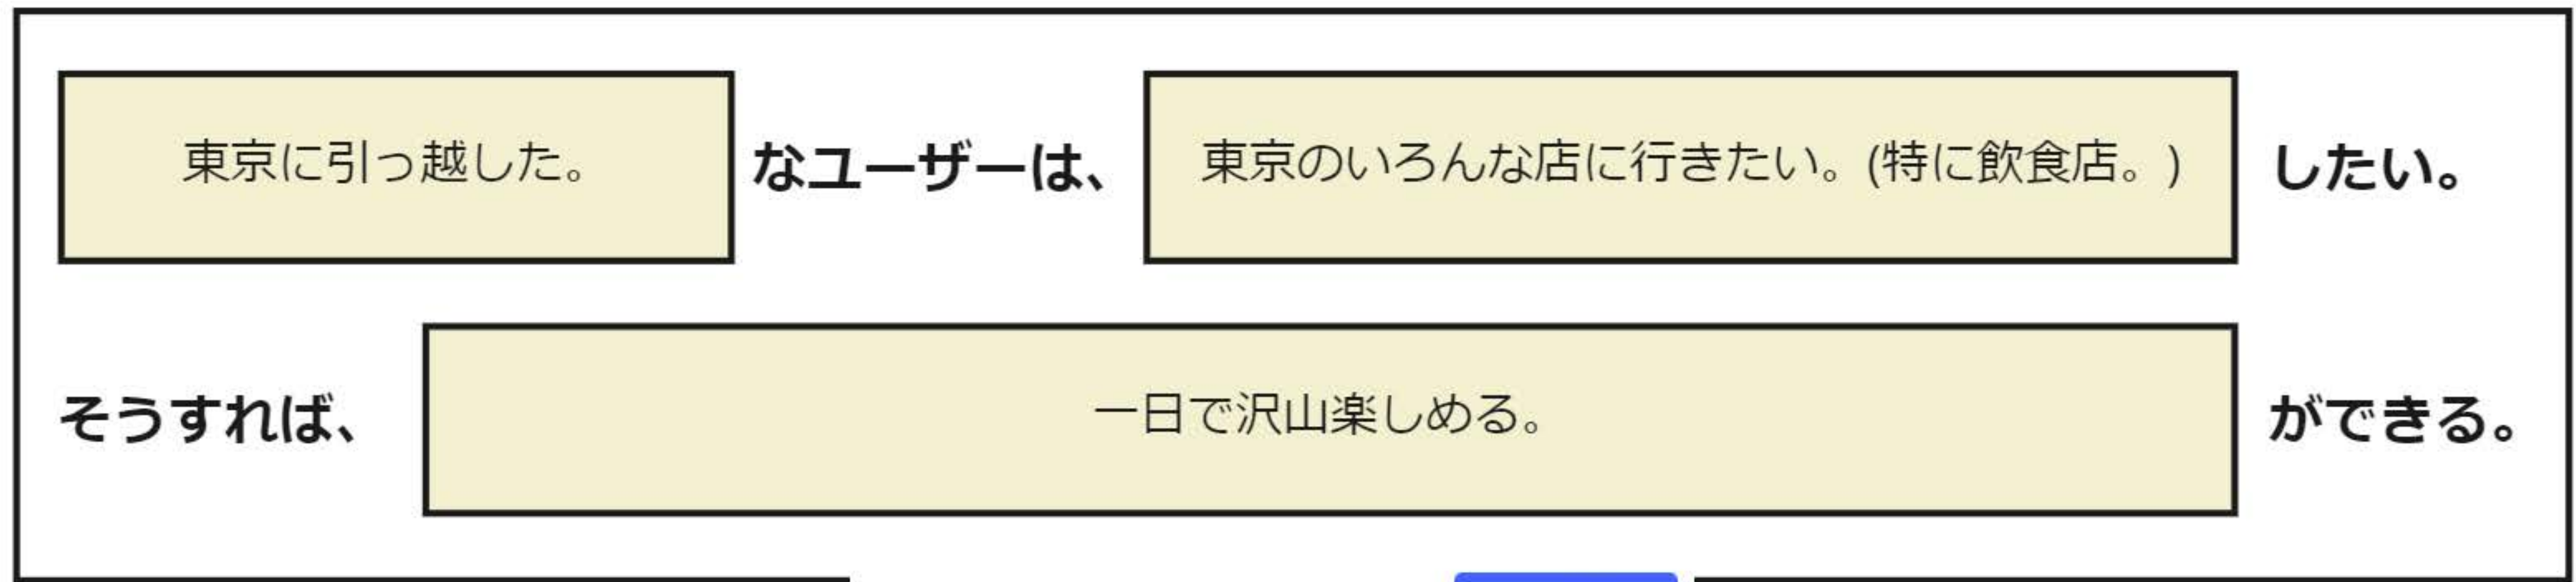 東京に引っ越した。 なユーザーは、 東京のいろんな店に行きたい。(特に飲食店。) したい。
そうすれば、 一日で沢山楽しめる。 ができる。